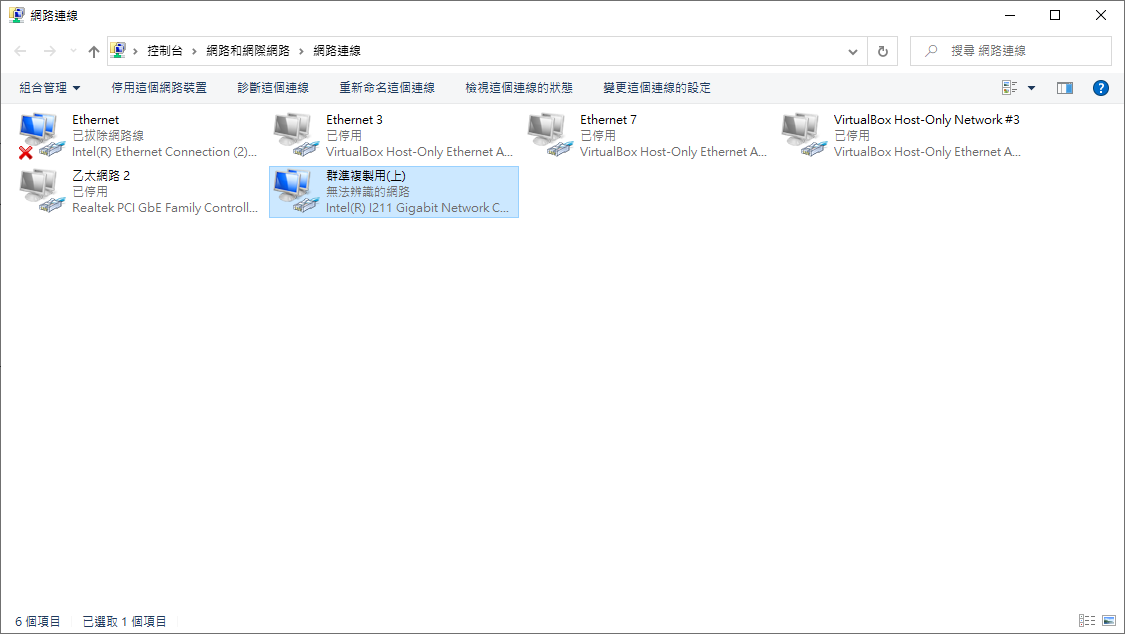 網路連線
控制台 › 網路和網際網路 › 網路連線
搜尋 網路連線
組合管理 停用這個網路裝置 診斷這個連線 重新命名這個連線 檢視這個連線的狀態 變更這個連線的設定
Ethernet
已拔除網路線
Intel(R) Ethernet Connection (2)...
Ethernet 3
已停用
VirtualBox Host-Only Ethernet A...
Ethernet 7
已停用
VirtualBox Host-Only Ethernet A...
VirtualBox Host-Only Network #3
已停用
VirtualBox Host-Only Ethernet A...
乙太網路 2
已停用
Realtek PCI GbE Family Controll...
群準複製用(上)
無法辨識的網路
Intel(R) I211 Gigabit Network C...
6 個項目 已選取 1 個項目